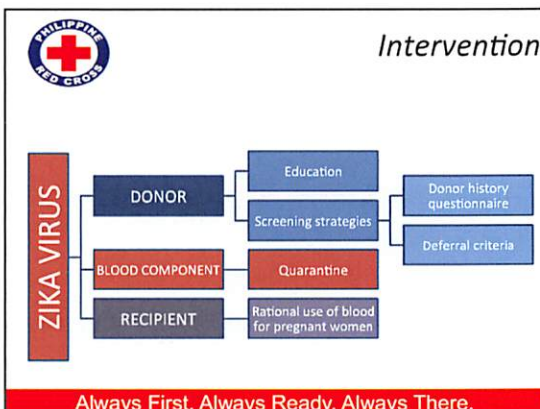 PHILIPPINE
RED CROSS
Intervention
ZIKA VIRUS
DONOR
Education
Screening strategies
Donor history
questionnaire
Deferral criteria
BLOOD COMPONENT
Quarantine
RECIPIENT
Rational use of blood
for pregnant women
Always First. Always Ready. Always There.